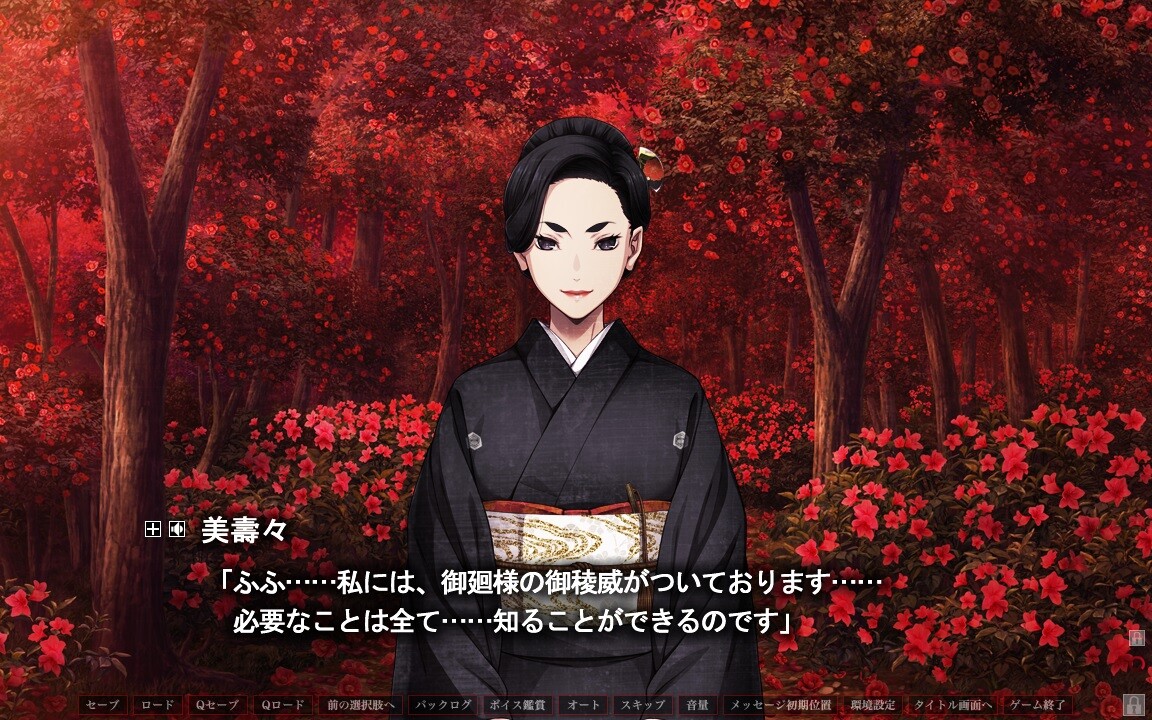 美壽々
「ふふ……私には、御廻様の御稜威がついております……
必要なことは全て……知ることができるのです」
セーブ ロード Qセーブ Qロード 前の選択肢へ バックログ ボイス鑑賞 オート スキップ 音量 メッセージ初期位置 環境設定 タイトル画面へ ゲーム終了